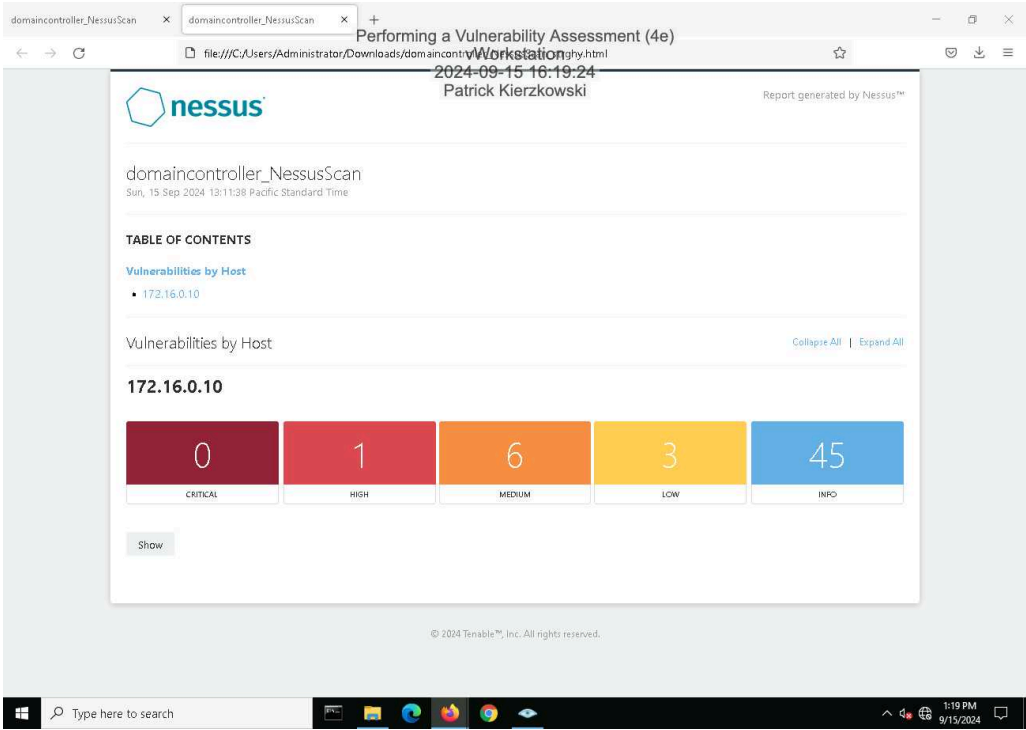 domaincontroller_NessusScan
domaincontroller_NessusScan
Performing a Vulnerability Assessment (4e)
file:///C:/Users/Administrator/Downloads/
vWorkstation
2024-09-15 16:19:24
Patrick Kierzkowski
nessus
Report generated by Nessus™
domaincontroller_NessusScan
Sun, 15 Sep 2024 13:11:38 Pacific Standard Time
TABLE OF CONTENTS
Vulnerabilities by Host
• 172.16.0.10
Vulnerabilities by Host
Collapse All | Expand All
172.16.0.10
0 1 6 3 45
CRITICAL HIGH MEDIUM LOW INFO
Show
© 2024 Tenable™, Inc. All rights reserved.
Type here to search
1:19 PM
9/15/2024